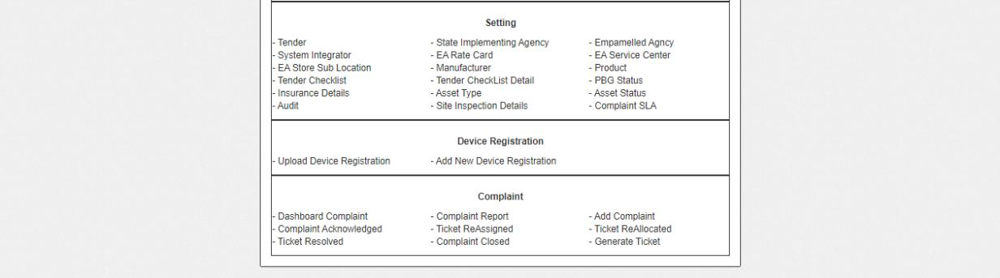 Setting
- Tender - State Implementing Agency - Empamelled Agncy
- System Integrator - EA Rate Card - EA Service Center
- EA Store Sub Location - Manufacturer - Product
- Tender Checklist - Tender CheckList Detail - PBG Status
- Insurance Details - Asset Type - Asset Status
- Audit - Site Inspection Details - Complaint SLA
Device Registration
- Upload Device Registration - Add New Device Registration
Complaint
- Dashboard Complaint - Complaint Report - Add Complaint
- Complaint Acknowledged - Ticket ReAssigned - Ticket ReAllocated
- Ticket Resolved - Complaint Closed - Generate Ticket